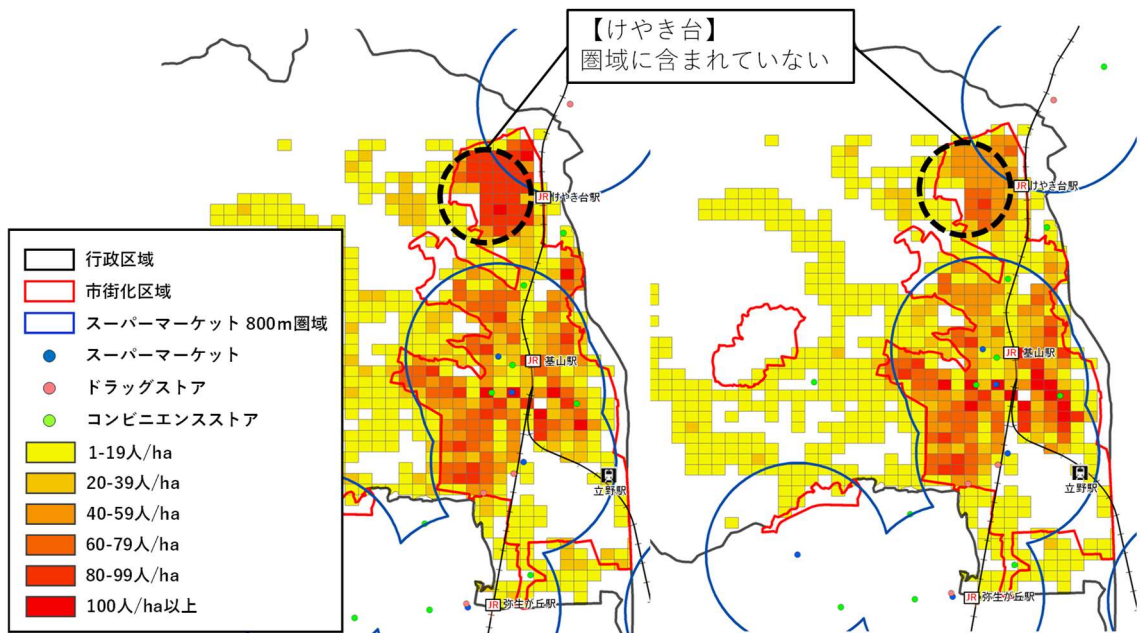 【けやき台】
圏域に含まれていない
JR けやき台駅
JR 基山駅
立野駅
JR 弥生が丘駅
JR けやき台駅
JR 基山駅
立野駅
JR 弥生が丘駅
行政区域
市街化区域
スーパーマーケット 800m圏域
スーパーマーケット
ドラッグストア
コンビニエンスストア
1-19人/ha
20-39人/ha
40-59人/ha
60-79人/ha
80-99人/ha
100人/ha以上